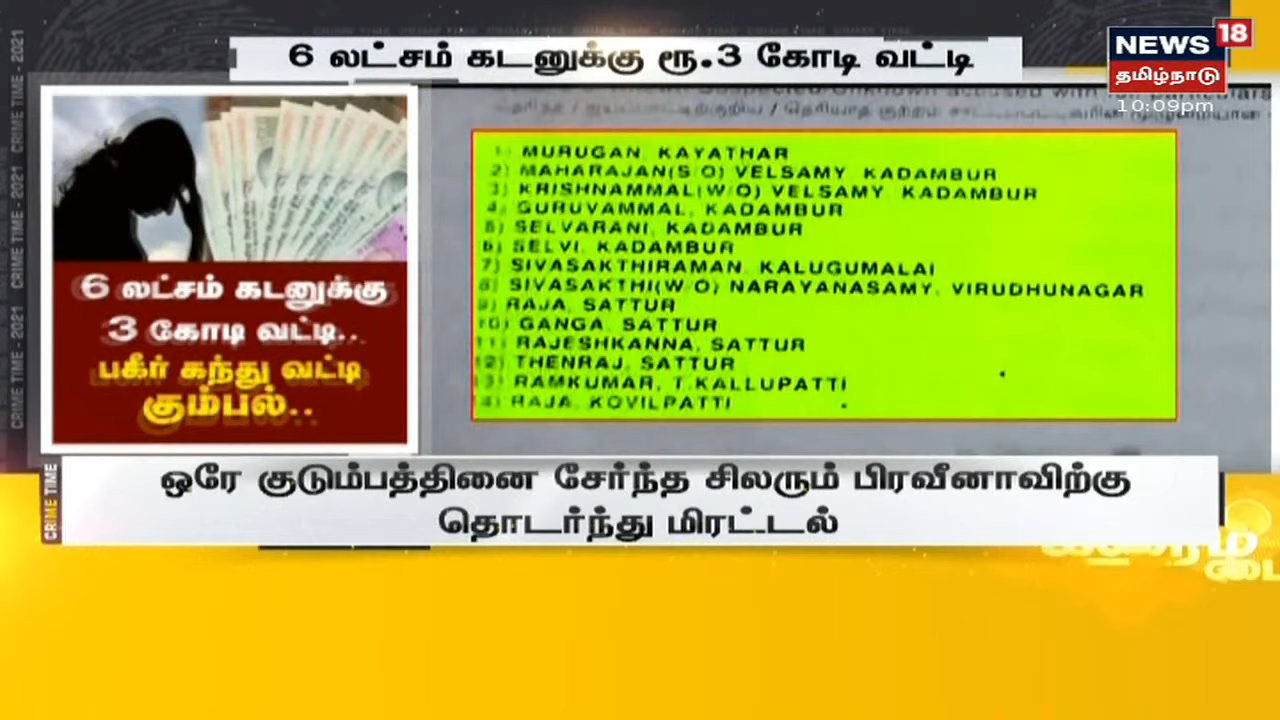 6 லட்சம் கடனுக்கு ரூ.3 கோடி வட்டி
NEWS 18
தமிழ்நாடு
10:09pm
CRIME TIME - 2021
6 லட்சம் கடனுக்கு
3 கோடி வட்டி..
பகீர் கந்து வட்டி
கும்பல்..
1) MURUGAN, KAYATHAR
2) MAHARAJAN(S/O) VELSAMY, KADAMBUR
3) KRISHNAMMAL(W/O) VELSAMY, KADAMBUR
4) GURUVAMMAL, KADAMBUR
5) SELVARANI, KADAMBUR
6) SELVI, KADAMBUR
7) SIVASAKTHIRAMAN, KALUGUMALAI
8) SIVASAKTHI(W/O) NARAYANASAMY, VIRUDHUNAGAR
9) RAJA, SATTUR
10) GANGA, SATTUR
11) RAJESHKANNA, SATTUR
12) THENRAJ, SATTUR
13) RAMKUMAR, T.KALLUPATTI
14) RAJA, KOVILPATTI
CRIME TIME
ஒரே குடும்பத்தினை சேர்ந்த சிலரும் பிரவீனாவிற்கு
தொடர்ந்து மிரட்டல்